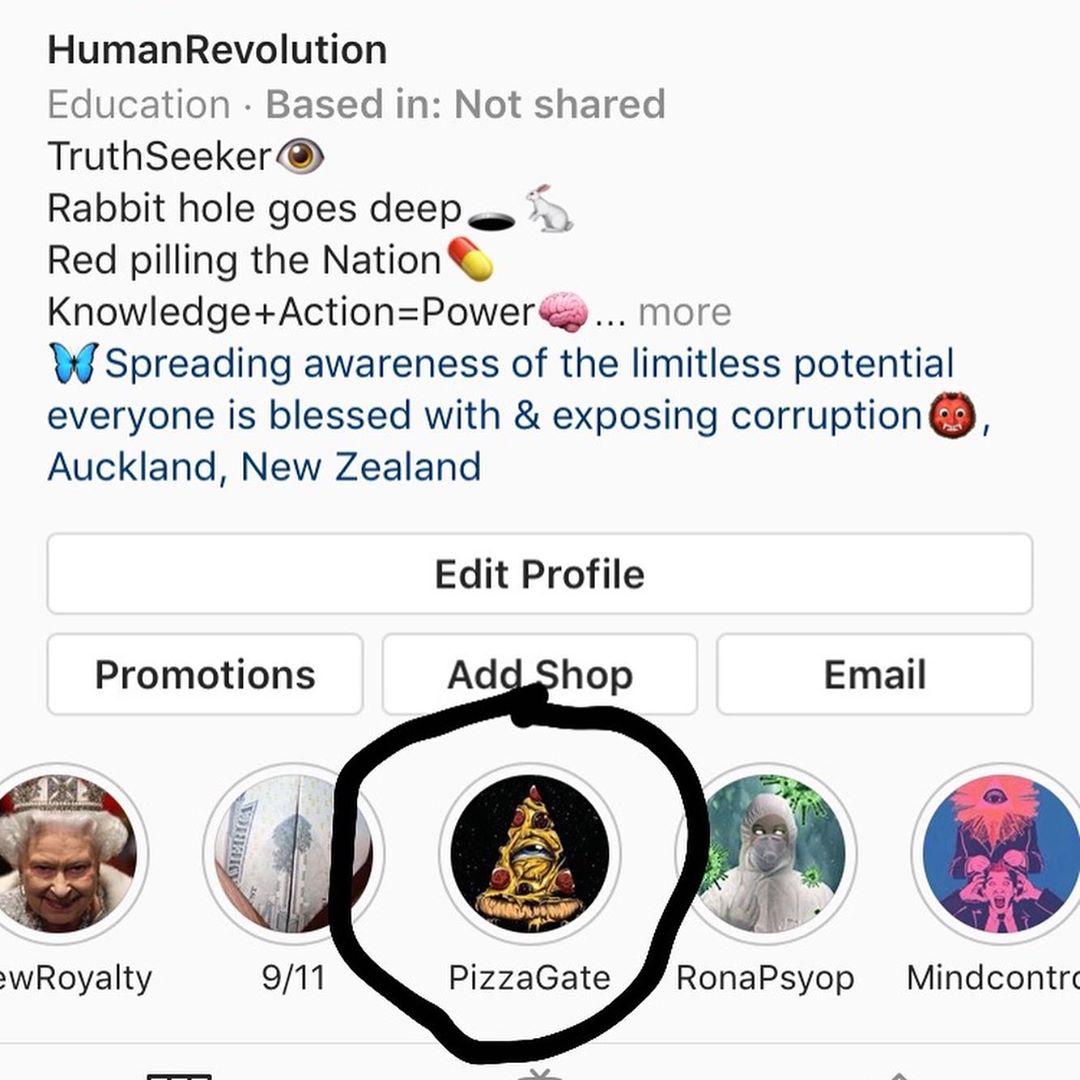 HumanRevolution
Education · Based in: Not shared
TruthSeeker👁️
Rabbit hole goes deep🕳️🐇
Red pilling the Nation💊
Knowledge+Action=Power🧠... more
🦋Spreading awareness of the limitless potential
everyone is blessed with & exposing corruption👹,
Auckland, New Zealand
Edit Profile
Promotions Add Shop Email
ewRoyalty 9/11 PizzaGate RonaPsyop Mindcontro